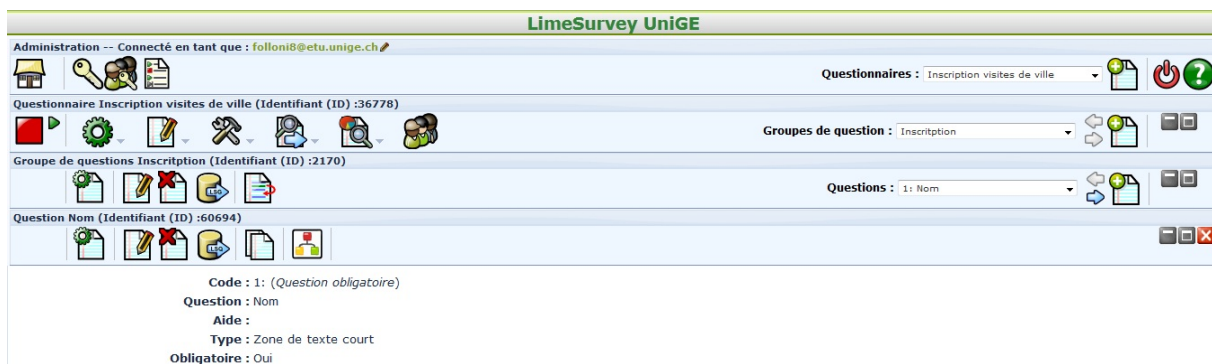 LimeSurvey UniGE
Administration -- Connecté en tant que : folloni8@etu.unige.ch
Questionnaires : Inscription visites de ville
Questionnaire Inscription visites de ville (Identifiant (ID) :36778)
Groupes de question : Inscritption
Groupe de questions Inscritption (Identifiant (ID) :2170)
LSG
Questions : 1: Nom
Question Nom (Identifiant (ID) :60694)
LSG
Code : 1: (Question obligatoire)
Question : Nom
Aide :
Type : Zone de texte court
Obligatoire : Oui